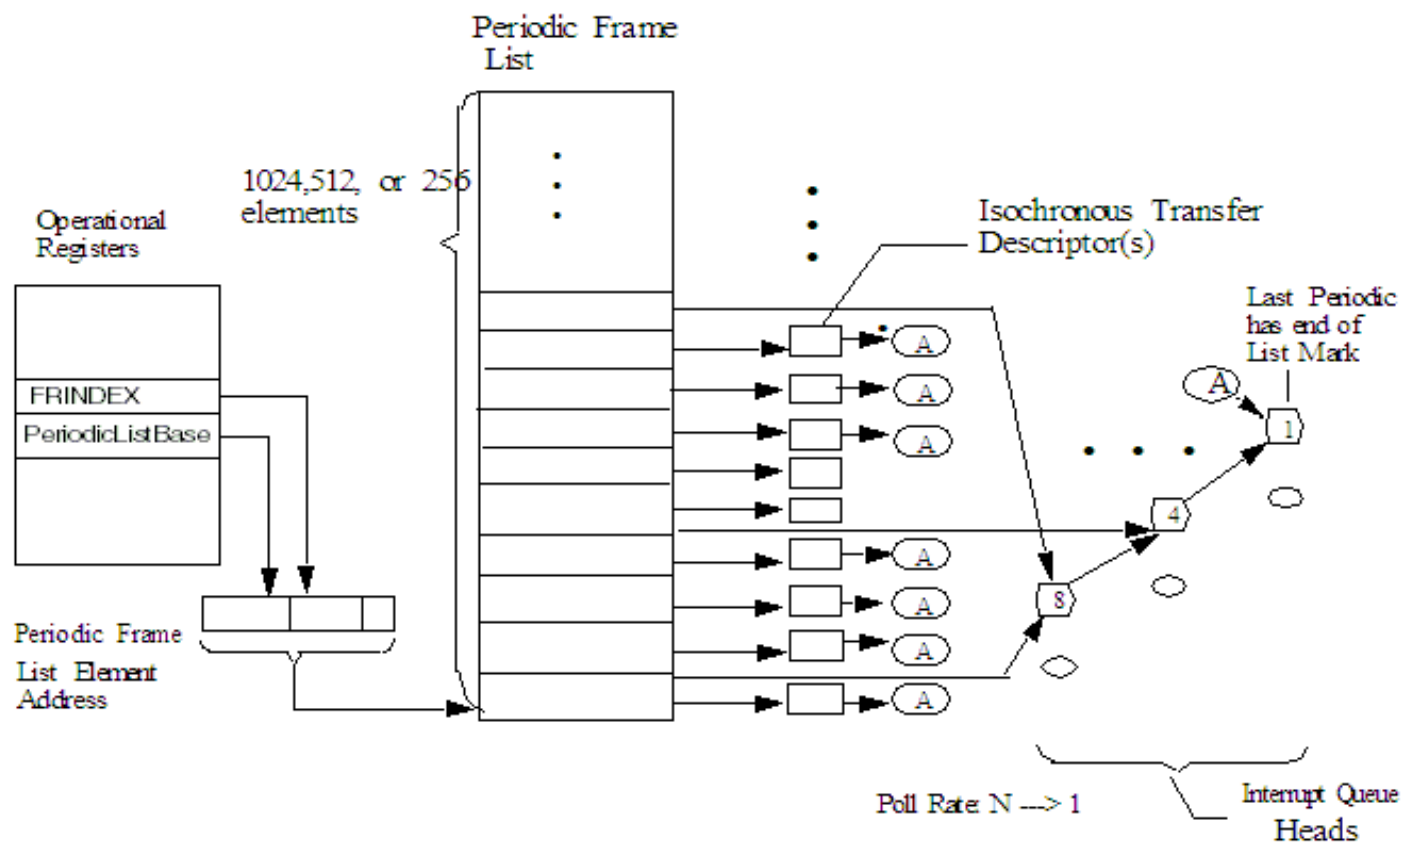 Periodic Frame
List
1024,512, or 256
elements
Operational
Registers
Isochronous Transfer
Descriptor(s)
Last Periodic
has end of
List Mark
FRINDEX
PeriodicListBase
A
A
A
A
1
4
A
A
8
A
A
Periodic Frame
List Element
Address
Poll Rate: N ---> 1
Interrupt Queue
Heads